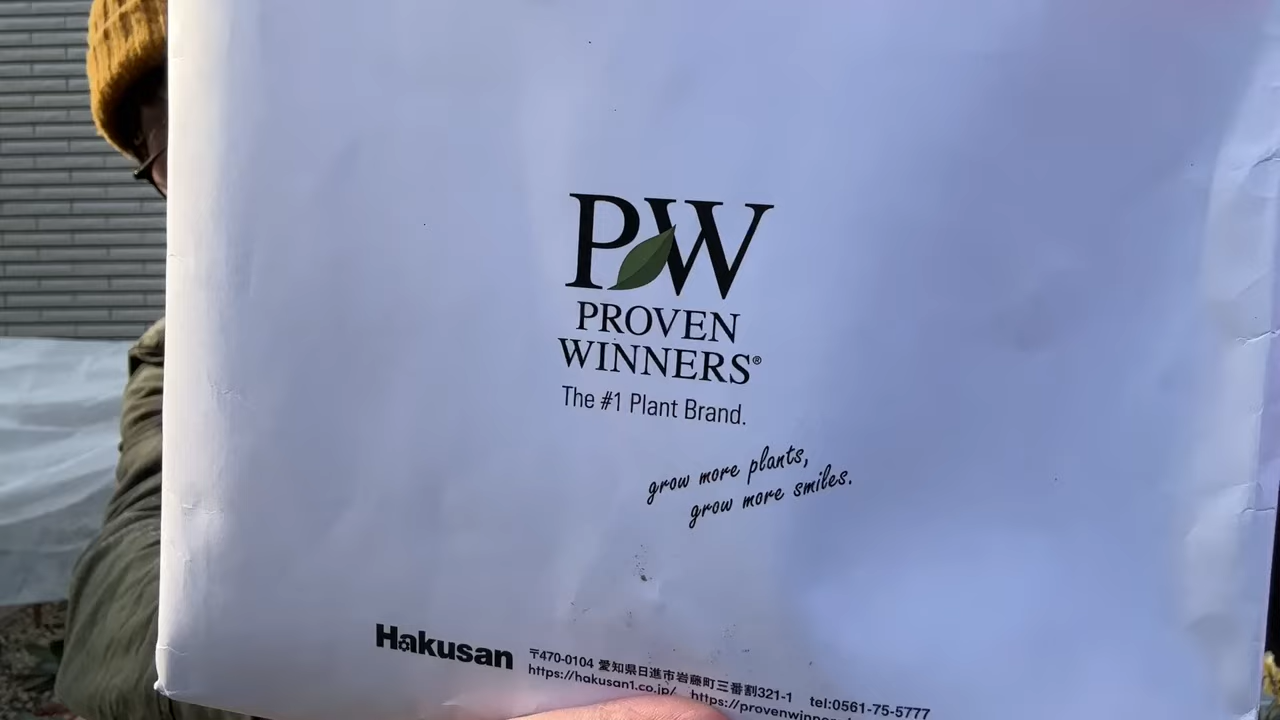 PW
PROVEN
WINNERS®
The #1 Plant Brand.
grow more plants,
grow more smiles.
Hakusan
〒470-0104 愛知県日進市岩藤町三番割321-1 tel:0561-75-5777
https://hakusan1.co.jp/